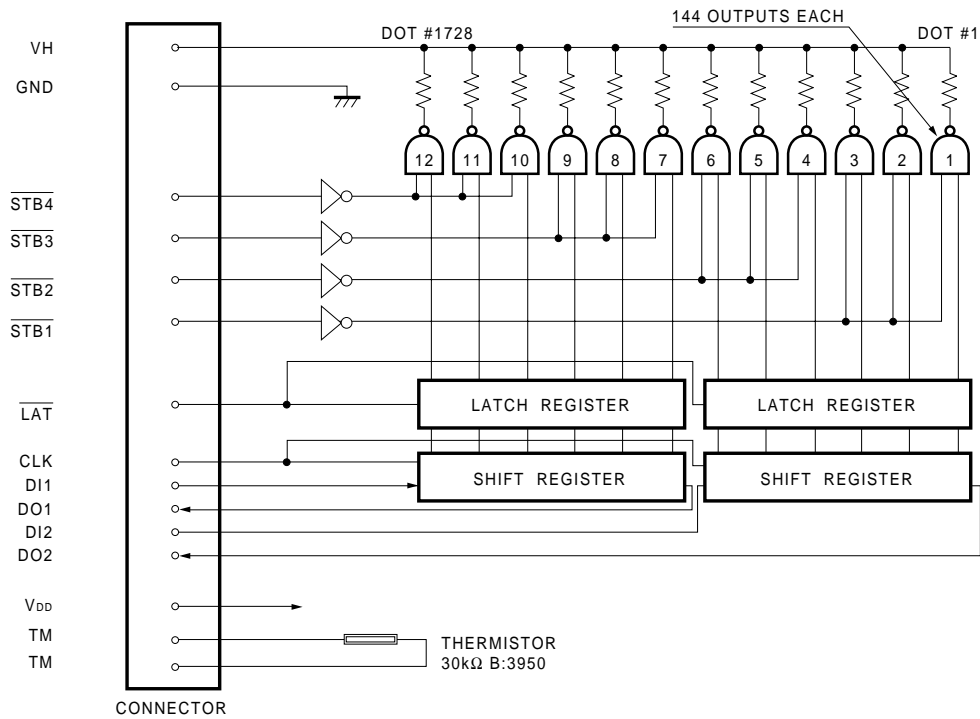 144 OUTPUTS EACH
DOT #1728
DOT #1
VH
GND
12 11 10 9 8 7 6 5 4 3 2 1
STB4
STB3
STB2
STB1
LAT
LATCH REGISTER
LATCH REGISTER
CLK
DI1
SHIFT REGISTER
SHIFT REGISTER
DO1
DI2
DO2
VDD
TM
THERMISTOR
30kΩ B:3950
TM
CONNECTOR